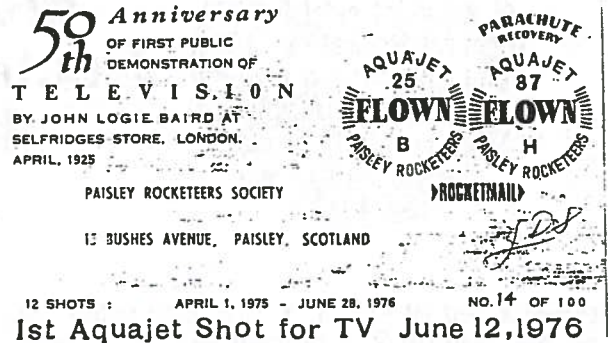 50th Anniversary
OF FIRST PUBLIC
DEMONSTRATION OF
TELEVISION
BY JOHN LOGIE BAIRD AT
SELFRIDGES STORE, LONDON.
APRIL, 1925
PARACHUTE
RECOVERY
AQUAJET
25
FLOWN
B
PAISLEY ROCKETEERS
AQUAJET
87
FLOWN
H
PAISLEY ROCKETEERS
PAISLEY ROCKETEERS SOCIETY
ROCKETMAIL
BUSHES AVENUE, PAISLEY, SCOTLAND
JDS
12 SHOTS : APRIL 1, 1975 - JUNE 28, 1976 NO. 14 OF 100
1st Aquajet Shot for TV June 12, 1976